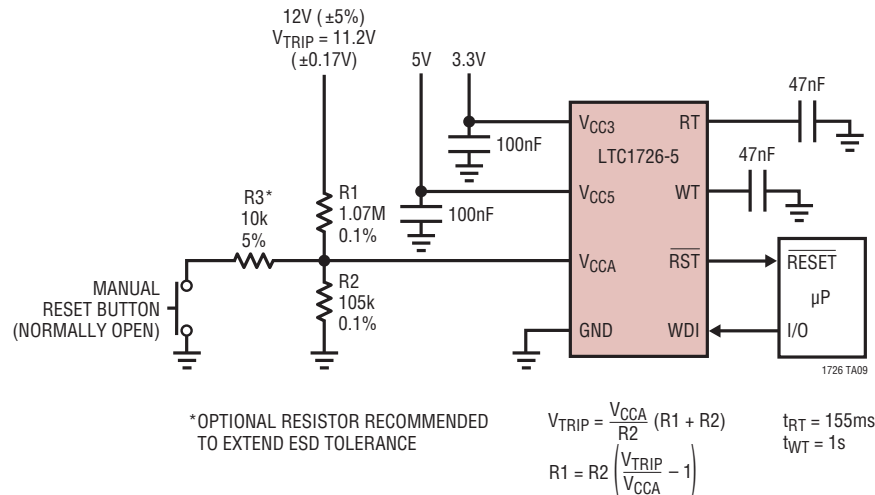 12V (±5%)
VTRIP = 11.2V
(±0.17V)
5V
3.3V
47nF
VCC3
RT
100nF
LTC1726-5
47nF
R3*
10k
5%
R1
1.07M
0.1%
VCC5
WT
100nF
VCCA
RST
RESET
MANUAL
RESET BUTTON
(NORMALLY OPEN)
R2
105k
0.1%
µP
GND
WDI
I/O
1726 TA09
*OPTIONAL RESISTOR RECOMMENDED
TO EXTEND ESD TOLERANCE
VTRIP = VCCA/R2 (R1 + R2)
R1 = R2 (VTRIP/VCCA – 1)
tRT = 155ms
tWT = 1s